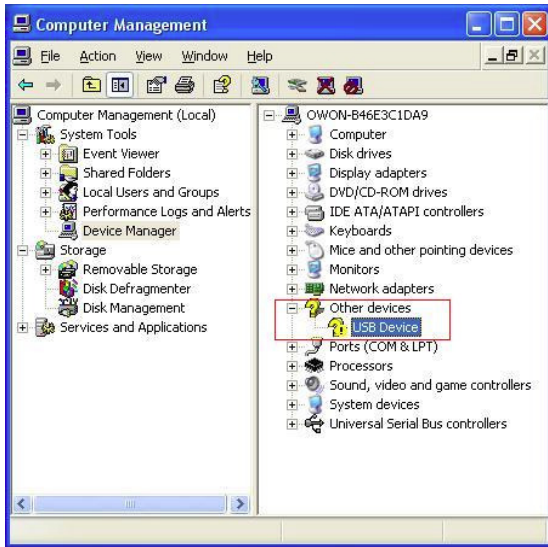 Computer Management
File Action View Window Help
Computer Management (Local)
System Tools
Event Viewer
Shared Folders
Local Users and Groups
Performance Logs and Alerts
Device Manager
Storage
Removable Storage
Disk Defragmenter
Disk Management
Services and Applications
OWON-B46E3C1DA9
Computer
Disk drives
Display adapters
DVD/CD-ROM drives
IDE ATA/ATAPI controllers
Keyboards
Mice and other pointing devices
Monitors
Network adapters
Other devices
USB Device
Ports (COM & LPT)
Processors
Sound, video and game controllers
System devices
Universal Serial Bus controllers